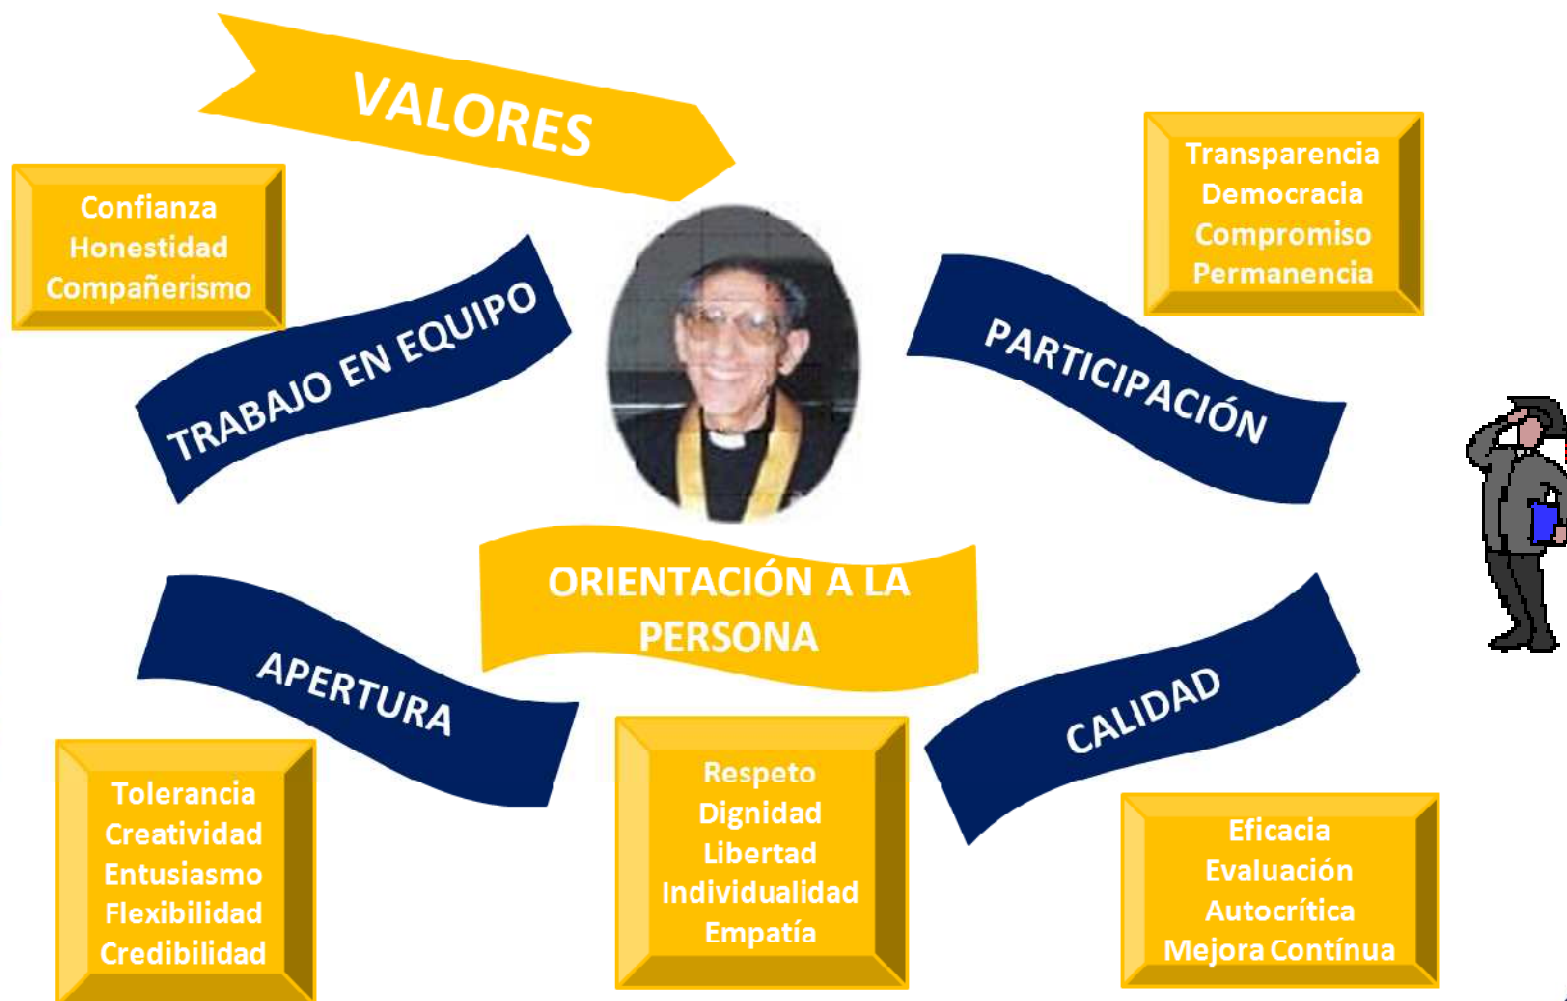 VALORES
Confianza
Honestidad
Compañerismo
TRABAJO EN EQUIPO
Transparencia
Democracia
Compromiso
Permanencia
PARTICIPACIÓN
ORIENTACIÓN A LA
PERSONA
APERTURA
CALIDAD
Tolerancia
Creatividad
Entusiasmo
Flexibilidad
Credibilidad
Respeto
Dignidad
Libertad
Individualidad
Empatía
Eficacia
Evaluación
Autocrítica
Mejora Contínua